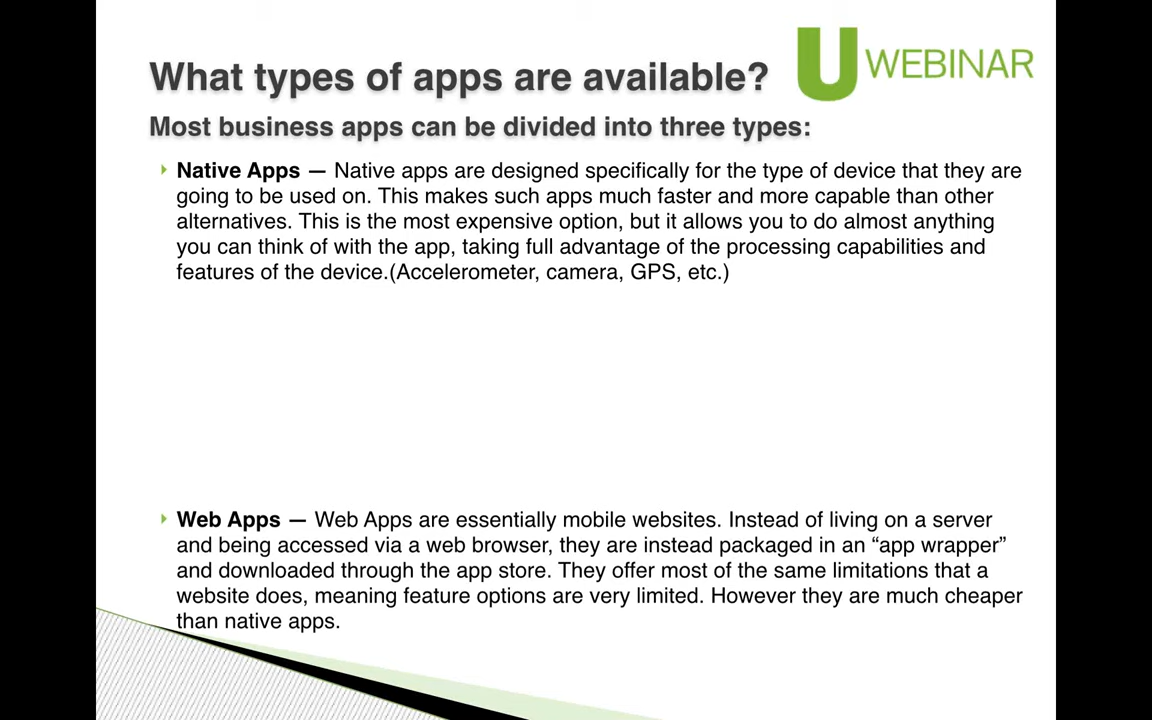 What types of apps are available?
U WEBINAR
Most business apps can be divided into three types:
Native Apps — Native apps are designed specifically for the type of device that they are
going to be used on. This makes such apps much faster and more capable than other
alternatives. This is the most expensive option, but it allows you to do almost anything
you can think of with the app, taking full advantage of the processing capabilities and
features of the device.(Accelerometer, camera, GPS, etc.)
Web Apps — Web Apps are essentially mobile websites. Instead of living on a server
and being accessed via a web browser, they are instead packaged in an “app wrapper”
and downloaded through the app store. They offer most of the same limitations that a
website does, meaning feature options are very limited. However they are much cheaper
than native apps.